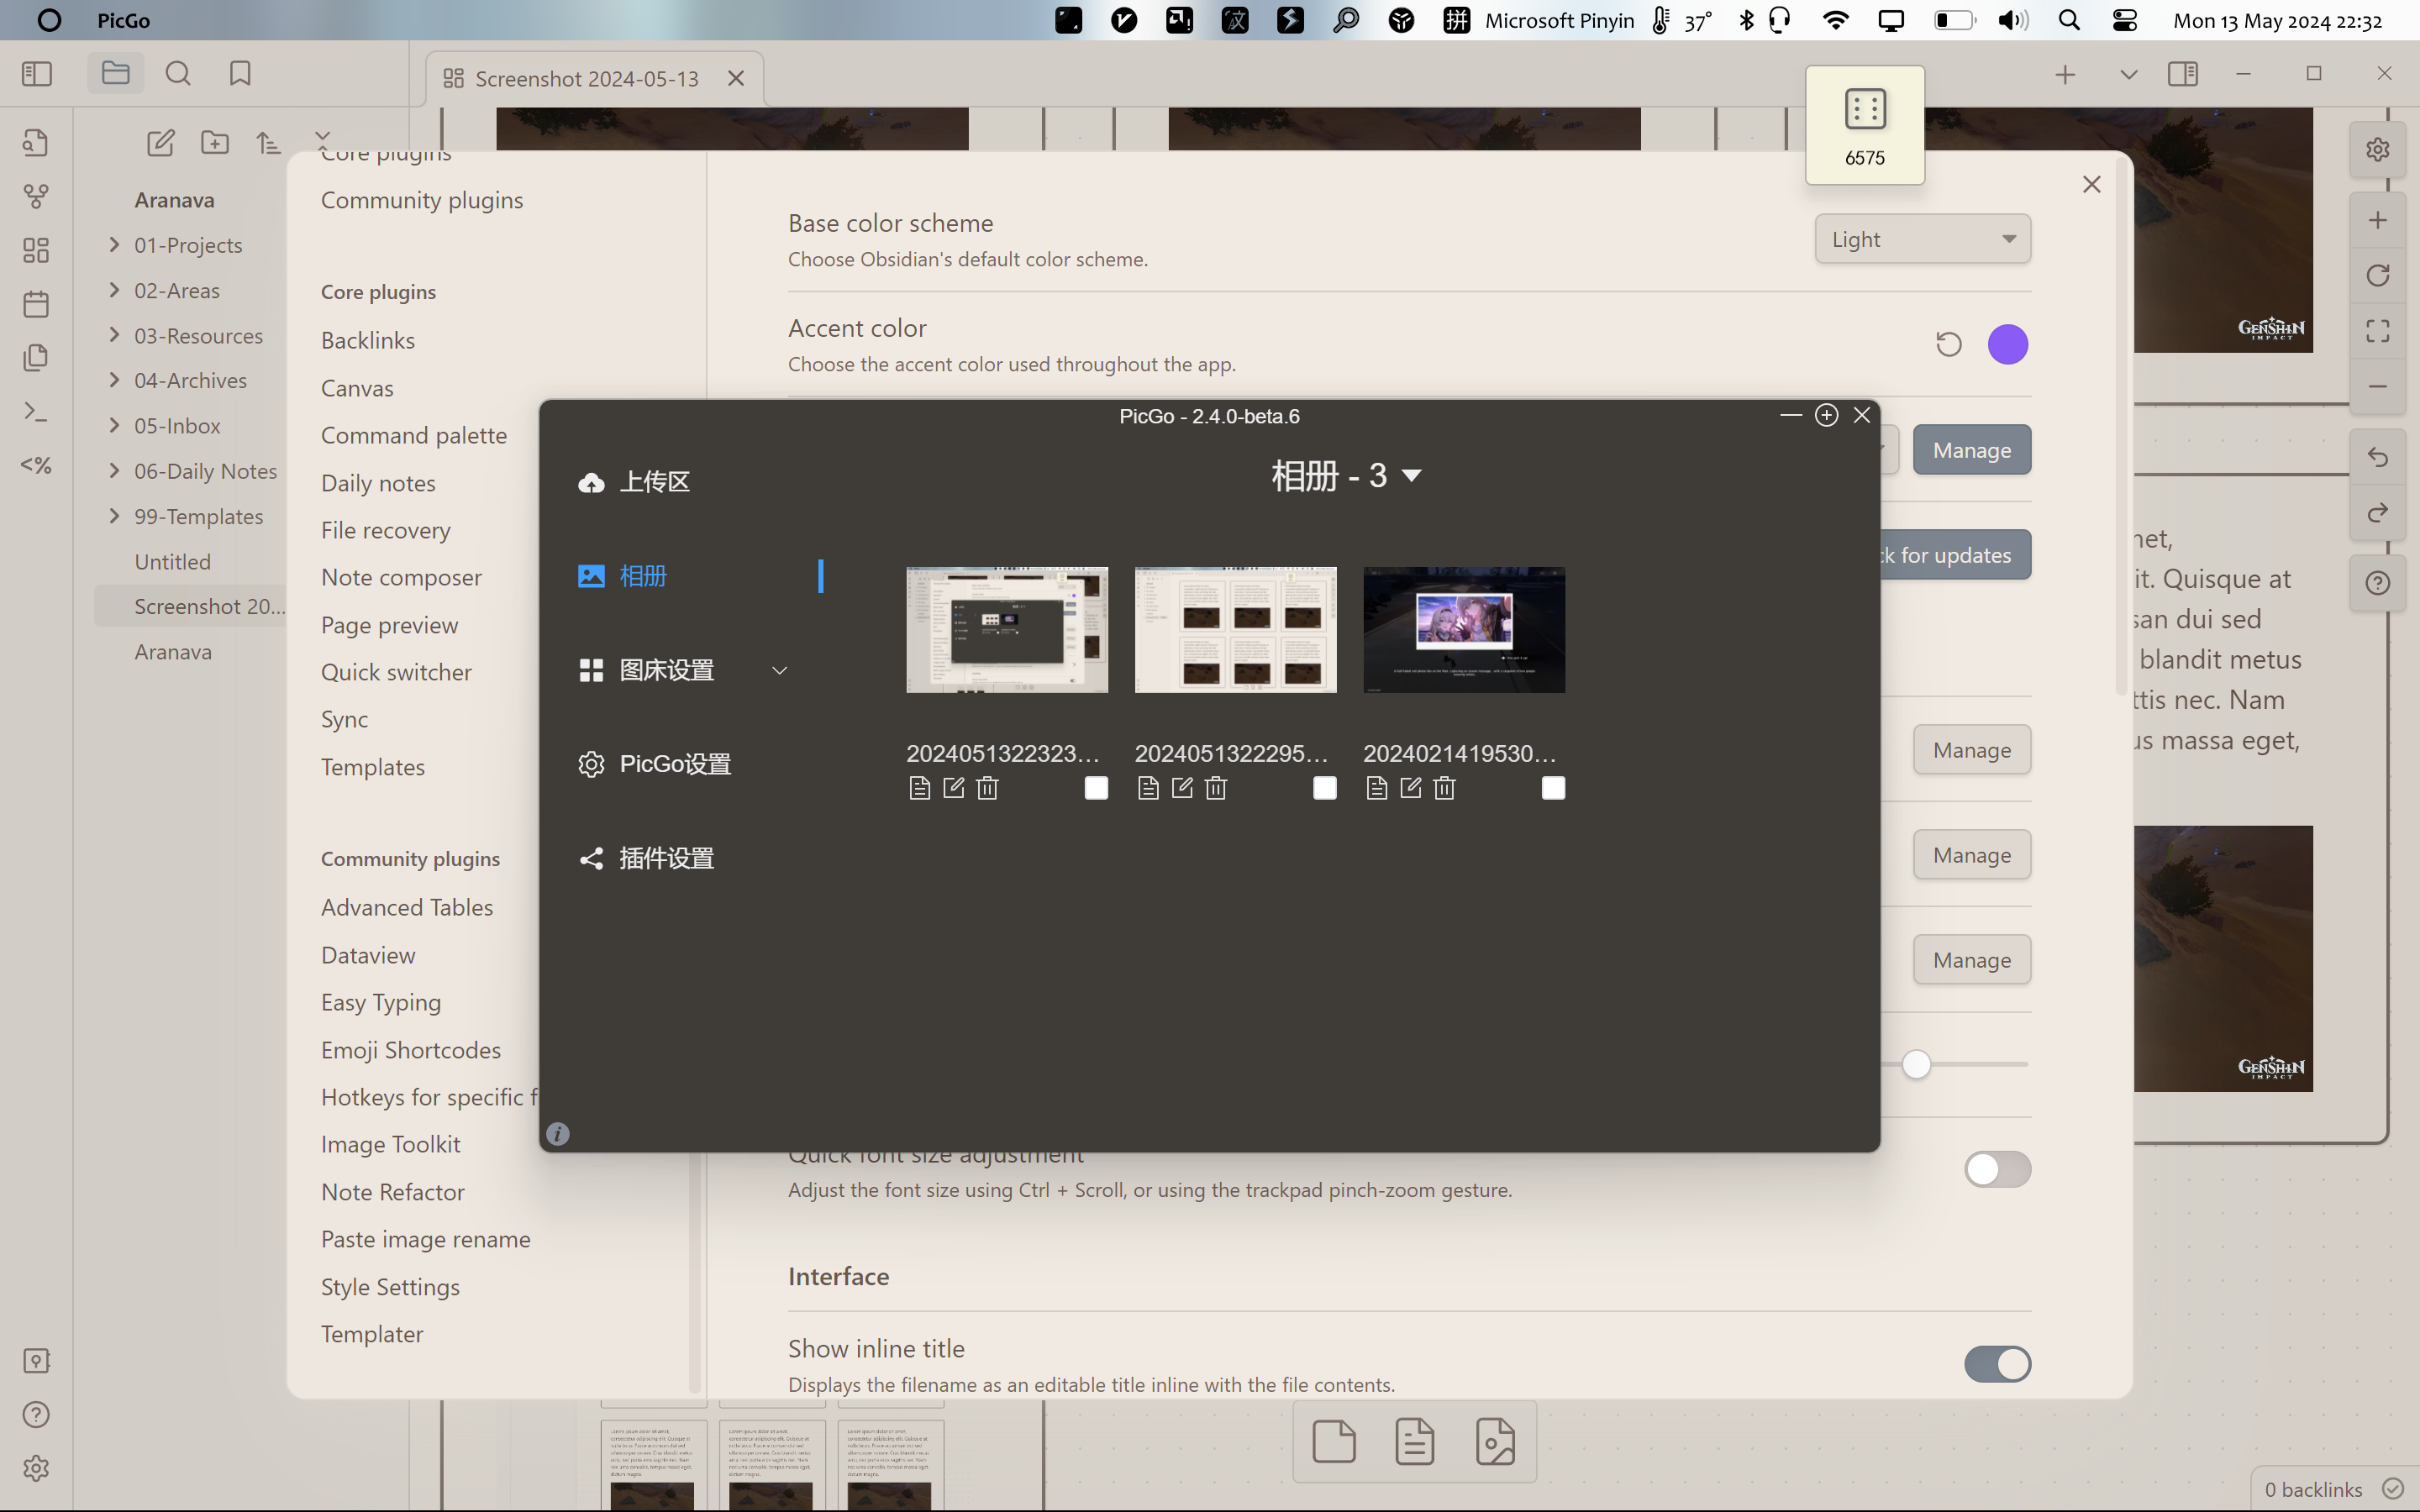 PicGo
Microsoft Pinyin
37°
Mon 13 May 2024 22:32
Screenshot 2024-05-13
6575
Aranava
01-Projects
02-Areas
03-Resources
04-Archives
05-Inbox
06-Daily Notes
99-Templates
Untitled
Screenshot 20...
Aranava
Core plugins
Community plugins
Core plugins
Backlinks
Canvas
Command palette
Daily notes
File recovery
Note composer
Page preview
Quick switcher
Sync
Templates
Community plugins
Advanced Tables
Dataview
Easy Typing
Emoji Shortcodes
Hotkeys for specific f
Image Toolkit
Note Refactor
Paste image rename
Style Settings
Templater
Base color scheme
Choose Obsidian's default color scheme.
Light
Accent color
Choose the accent color used throughout the app.
Manage
ck for updates
Manage
Manage
Manage
Quick font size adjustment
Adjust the font size using Ctrl + Scroll, or using the trackpad pinch-zoom gesture.
Interface
Show inline title
Displays the filename as an editable title inline with the file contents.
PicGo - 2.4.0-beta.6
上传区
相册
图床设置
PicGo设置
插件设置
相册 - 3
2024051322323...
2024051322295...
2024021419530...
GENSHIN
IMPACT
net,
it. Quisque at
san dui sed
blandit metus
ttis nec. Nam
us massa eget,
GENSHIN
IMPACT
0 backlinks